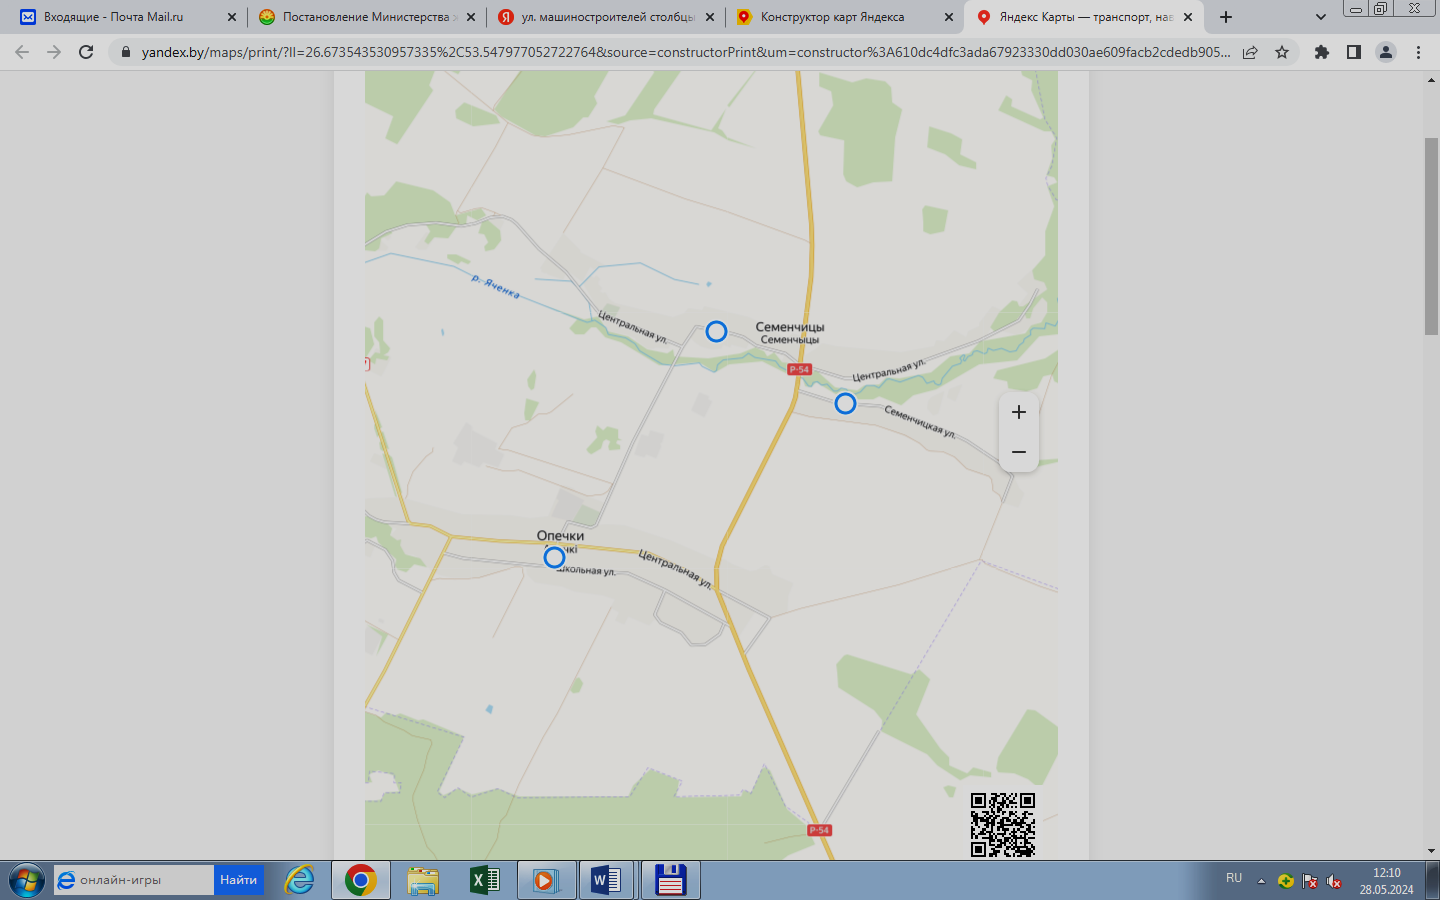 Входящие - Почта Mail.ru
Постановление Министерства
ул. машиностроителей столбцы
Конструктор карт Яндекса
Яндекс Карты — транспорт, нав
yandex.by/maps/print/?ll=26.673543530957335%2C53.547977052722764&source=constructorPrint&um=constructor%3A610dc4dfc3ada67923330dd030ae609facb2cdedb905...
р. Яченка
Центральная ул.
Семенчицы
Семенчыцы
Р-54
Центральная ул.
Семенчицкая ул.
Опечки
Центральная ул.
Школьная ул.
Р-54
онлайн-игры
Найти
RU
12:10
28.05.2024